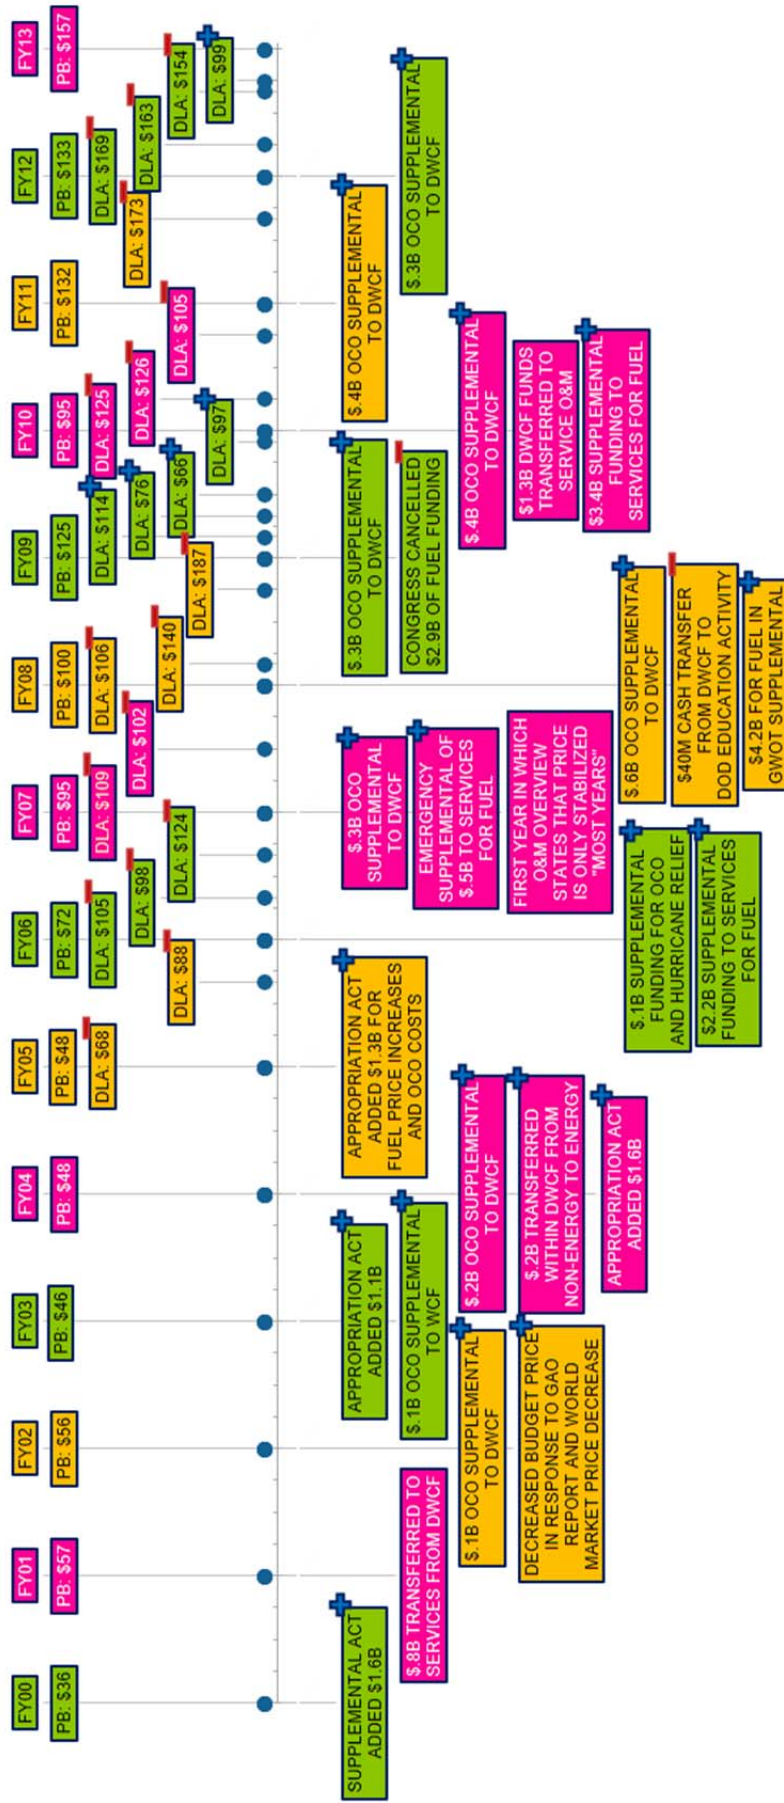 FY00
PB: $36
FY01
PB: $57
FY02
PB: $56
FY03
PB: $46
FY04
PB: $48
FY05
PB: $48
DLA: $68
DLA: $88
FY06
PB: $72
DLA: $105
DLA: $98
DLA: $124
FY07
PB: $95
DLA: $109
DLA: $102
FY08
PB: $100
DLA: $106
DLA: $140
DLA: $187
FY09
PB: $125
DLA: $114
DLA: $76
DLA: $66
DLA: $97
FY10
PB: $95
DLA: $125
DLA: $126
DLA: $105
FY11
PB: $132
DLA: $173
FY12
PB: $133
DLA: $169
DLA: $163
DLA: $154
DLA: $99
FY13
PB: $157
SUPPLEMENTAL ACT
ADDED $1.6B
$.8B TRANSFERRED TO
SERVICES FROM DWCF
$.1B OCO SUPPLEMENTAL
TO DWCF
DECREASED BUDGET PRICE
IN RESPONSE TO GAO
REPORT AND WORLD
MARKET PRICE DECREASE
APPROPRIATION ACT
ADDED $1.1B
$.1B OCO SUPPLEMENTAL
TO WCF
$.2B OCO SUPPLEMENTAL
TO DWCF
$.2B TRANSFERRED
WITHIN DWCF FROM
NON-ENERGY TO ENERGY
APPROPRIATION ACT
ADDED $1.6B
APPROPRIATION ACT
ADDED $1.3B FOR
FUEL PRICE INCREASES
AND OCO COSTS
$.1B SUPPLEMENTAL
FUNDING FOR OCO
AND HURRICANE RELIEF
$2.2B SUPPLEMENTAL
FUNDING TO SERVICES
FOR FUEL
$.3B OCO
SUPPLEMENTAL
TO DWCF
EMERGENCY
SUPPLEMENTAL OF
$.5B TO SERVICES
FOR FUEL
FIRST YEAR IN WHICH
O&M OVERVIEW
STATES THAT PRICE
IS ONLY STABILIZED
"MOST YEARS"
$.6B OCO SUPPLEMENTAL
TO DWCF
$40M CASH TRANSFER
FROM DWCF TO
DOD EDUCATION ACTIVITY
$4.2B FOR FUEL IN
GWOT SUPPLEMENTAL
$.3B OCO SUPPLEMENTAL
TO DWCF
CONGRESS CANCELLED
$2.9B OF FUEL FUNDING
$.4B OCO SUPPLEMENTAL
TO DWCF
$1.3B DWCF FUNDS
TRANSFERRED TO
SERVICE O&M
$3.4B SUPPLEMENTAL
FUNDING TO
SERVICES FOR FUEL
$.4B OCO SUPPLEMENTAL
TO DWCF
$.3B OCO SUPPLEMENTAL
TO DWCF